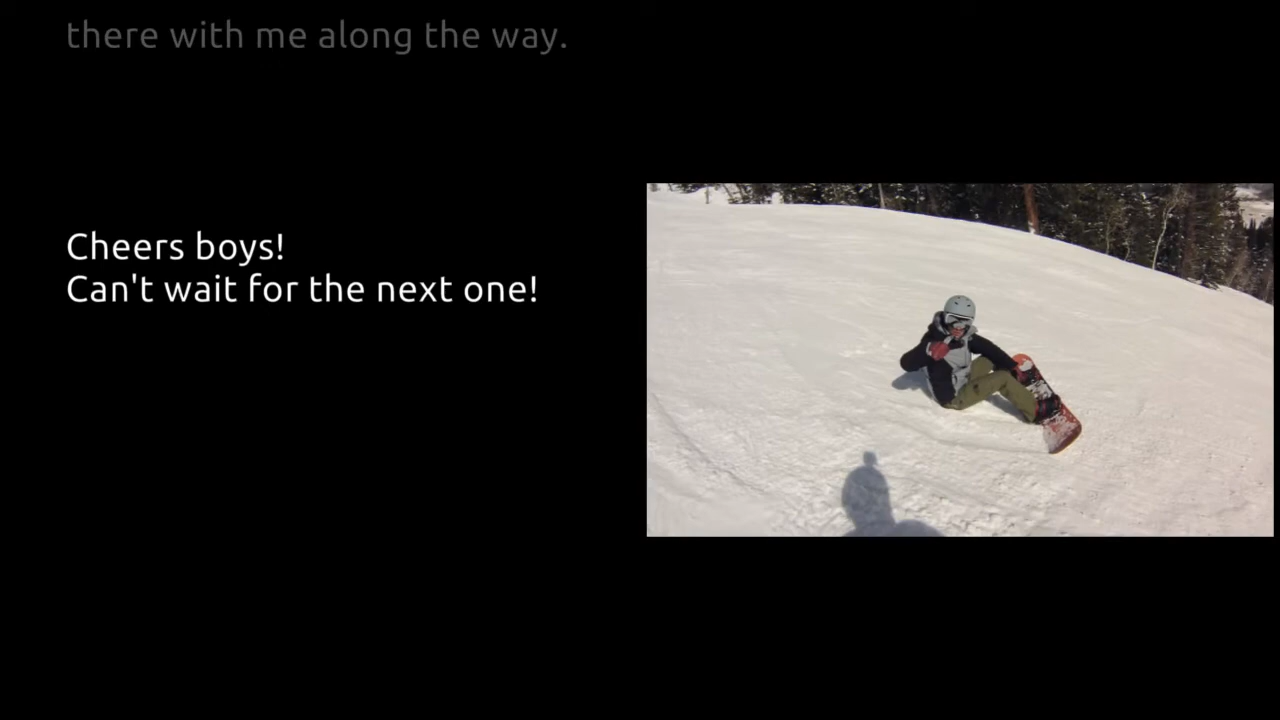 there with me along the way.
Cheers boys!
Can't wait for the next one!